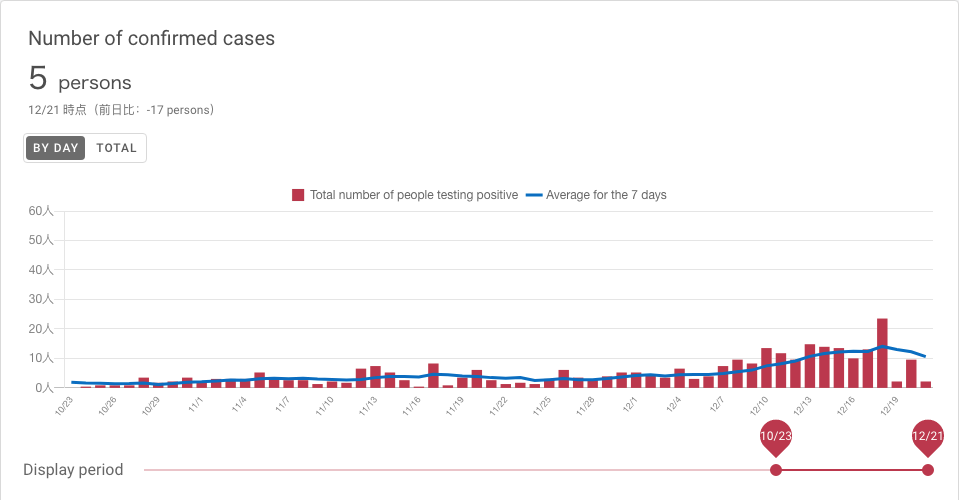 Number of confirmed cases
5 persons
12/21 時点（前日比： -17 persons）
BY DAY TOTAL
Total number of people testing positive Average for the 7 days
60人
50人
40人
30人
20人
10人
0人
10/23 10/26 10/29 11/1 11/4 11/7 11/10 11/13 11/16 11/19 11/22 11/25 11/28 12/1 12/4 12/7 12/10 12/13 12/16 12/19
10/23 12/21
Display period